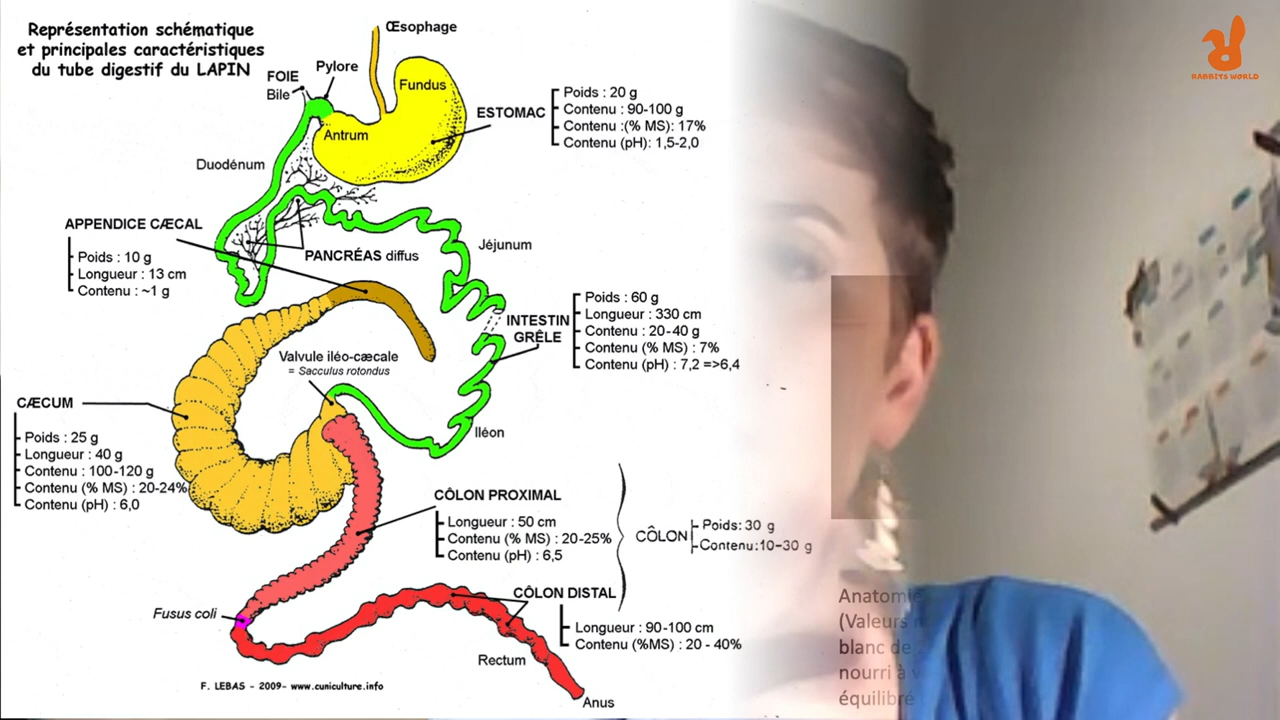 Représentation schématique
et principales caractéristiques
du tube digestif du LAPIN
Œsophage
Pylore
FOIE
Bile
Fundus
Antrum
ESTOMAC
Poids : 20 g
Contenu : 90-100 g
Contenu :(% MS): 17%
Contenu (pH): 1,5-2,0
RABBITS WORLD
Duodénum
APPENDICE CÆCAL
Poids : 10 g
Longueur : 13 cm
Contenu : ~1 g
PANCRÉAS diffus
Jéjunum
INTESTIN
GRÊLE
Poids : 60 g
Longueur : 330 cm
Contenu : 20-40 g
Contenu (% MS) : 7%
Contenu (pH) : 7,2 =>6,4
Valvule iléo-cæcale
= Sacculus rotondus
CÆCUM
Poids : 25 g
Longueur : 40 g
Contenu : 100-120 g
Contenu (% MS) : 20-24%
Contenu (pH) : 6,0
Iléon
CÔLON PROXIMAL
Longueur : 50 cm
Contenu (% MS) : 20-25%
Contenu (pH) : 6,5
CÔLON
Poids: 30 g
Contenu:10-30 g
CÔLON DISTAL
Longueur : 90-100 cm
Contenu (%MS) : 20 - 40%
Fusus coli
Rectum
Anus
F. LEBAS - 2009- www.cuniculture.info
(Valeurs
blanc de
nourri à
équilibré